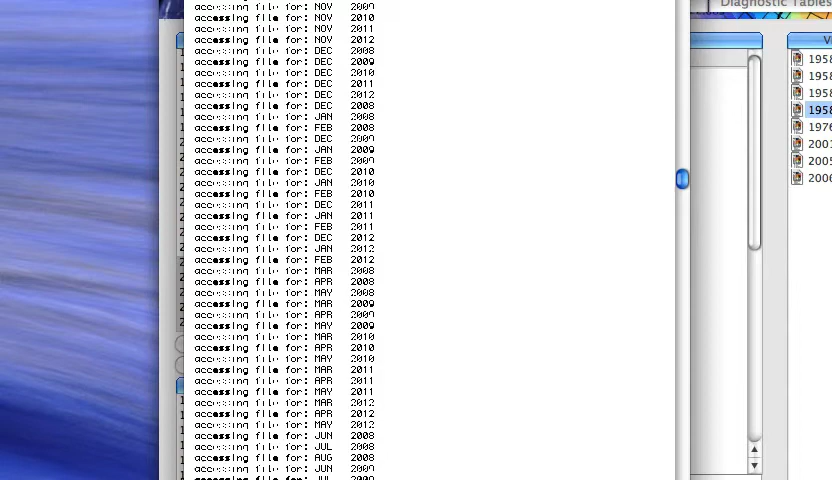 Diagnostic Tables
accessing file for: NOV 2009
accessing file for: NOV 2010
accessing file for: NOV 2011
accessing file for: NOV 2012
accessing file for: DEC 2008
accessing file for: DEC 2009
accessing file for: DEC 2010
accessing file for: DEC 2011
accessing file for: DEC 2012
accessing file for: DEC 2008
accessing file for: JAN 2008
accessing file for: FEB 2008
accessing file for: DEC 2009
accessing file for: JAN 2009
accessing file for: FEB 2009
accessing file for: DEC 2010
accessing file for: JAN 2010
accessing file for: FEB 2010
accessing file for: DEC 2011
accessing file for: JAN 2011
accessing file for: FEB 2011
accessing file for: DEC 2012
accessing file for: JAN 2012
accessing file for: FEB 2012
accessing file for: MAR 2008
accessing file for: APR 2008
accessing file for: MAY 2008
accessing file for: MAR 2009
accessing file for: APR 2009
accessing file for: MAY 2009
accessing file for: MAR 2010
accessing file for: APR 2010
accessing file for: MAY 2010
accessing file for: MAR 2011
accessing file for: APR 2011
accessing file for: MAY 2011
accessing file for: MAR 2012
accessing file for: APR 2012
accessing file for: MAY 2012
accessing file for: JUN 2008
accessing file for: JUL 2008
accessing file for: AUG 2008
accessing file for: JUN 2009
accessing file for: JUL 2009
1958
1958
1958
1958
1976
2001
2005
2006